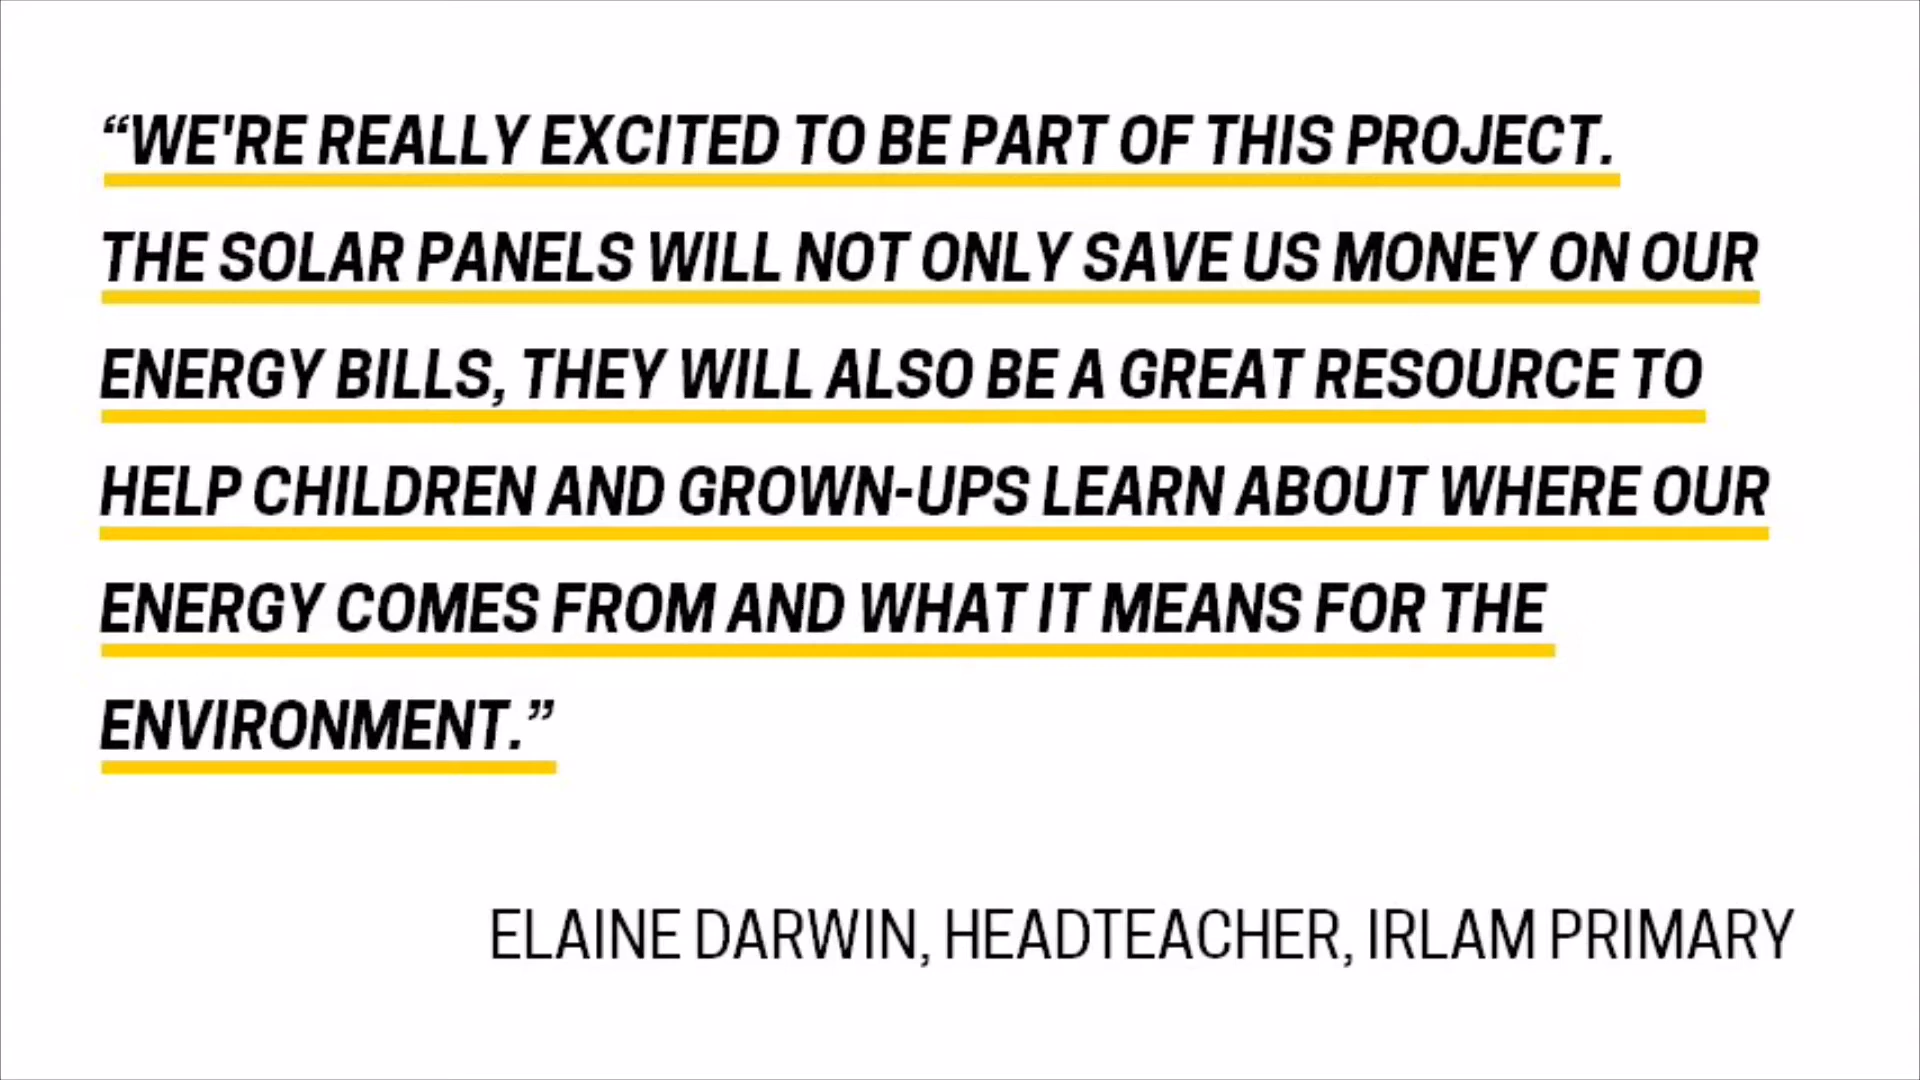 “WE'RE REALLY EXCITED TO BE PART OF THIS PROJECT.
THE SOLAR PANELS WILL NOT ONLY SAVE US MONEY ON OUR
ENERGY BILLS, THEY WILL ALSO BE A GREAT RESOURCE TO
HELP CHILDREN AND GROWN-UPS LEARN ABOUT WHERE OUR
ENERGY COMES FROM AND WHAT IT MEANS FOR THE
ENVIRONMENT.”
ELAINE DARWIN, HEADTEACHER, IRLAM PRIMARY